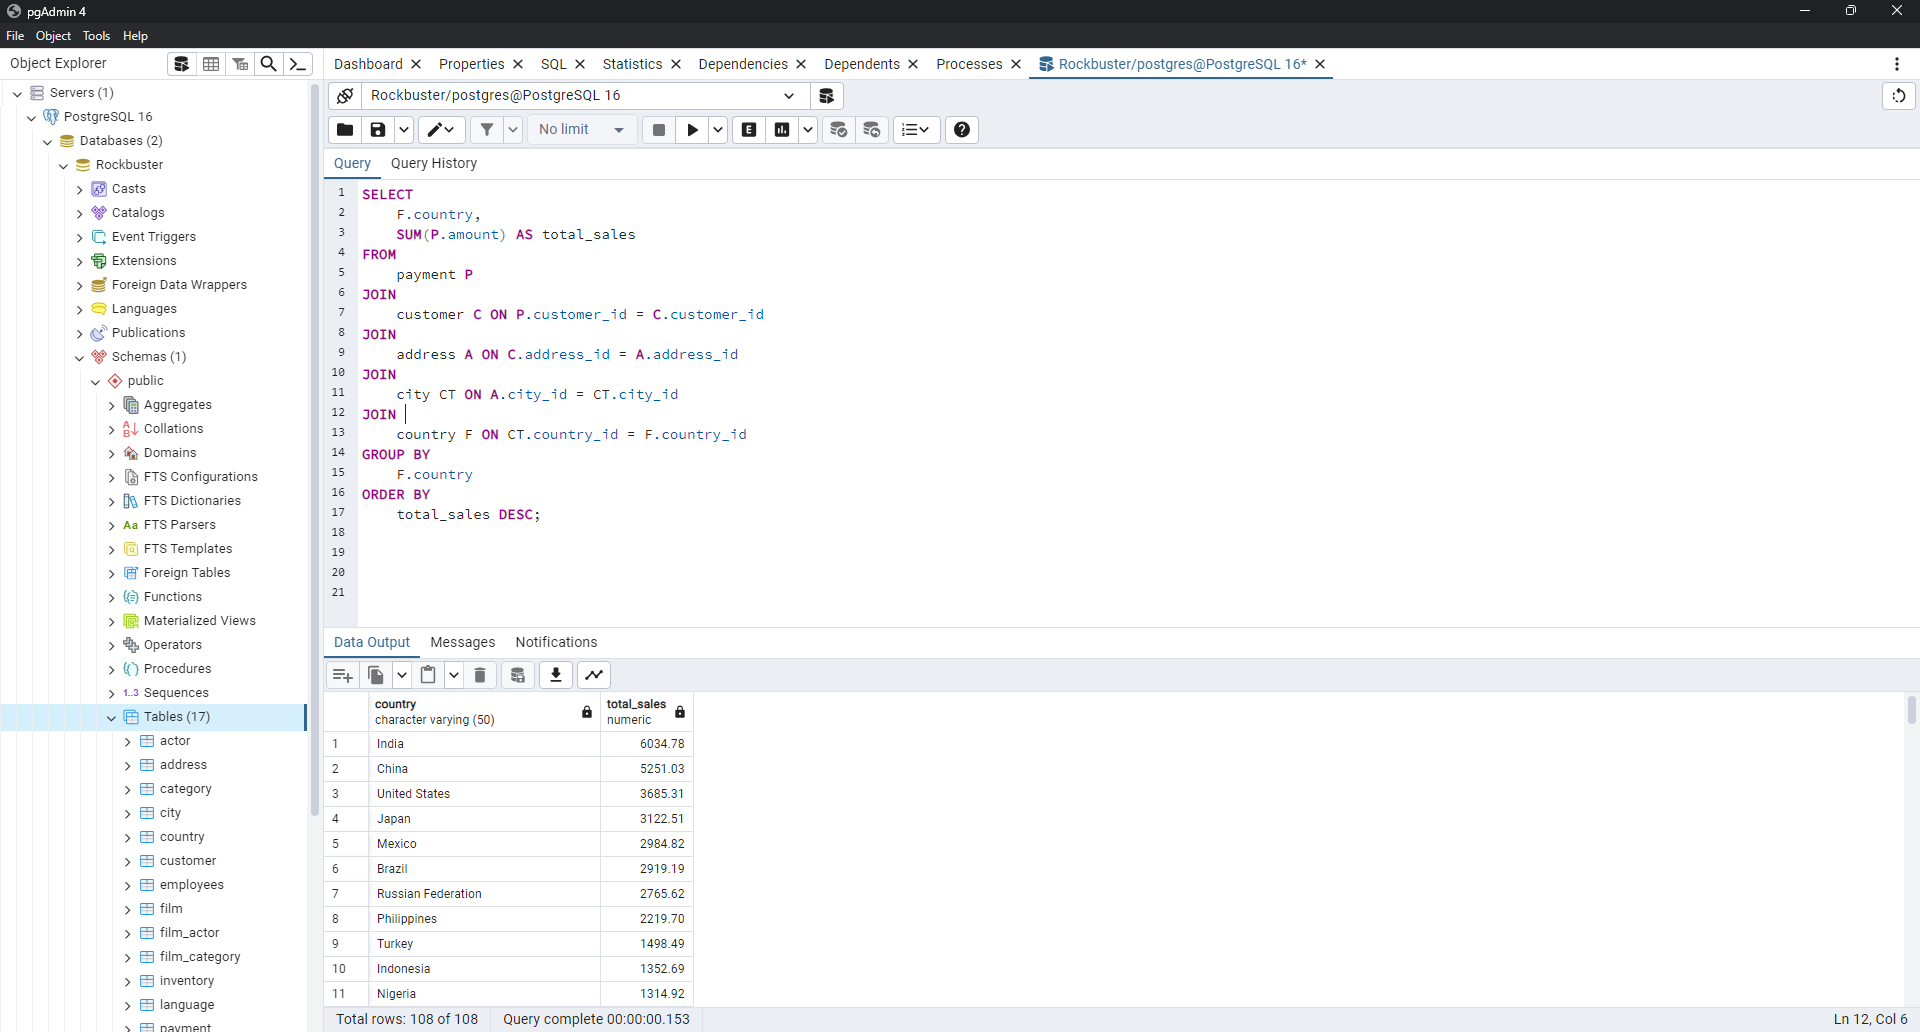 pgAdmin 4
File Object Tools Help
Object Explorer
Dashboard Properties SQL Statistics Dependencies Dependents Processes Rockbuster/postgres@PostgreSQL 16*
Servers (1)
PostgreSQL 16
Databases (2)
Rockbuster
Casts
Catalogs
Event Triggers
Extensions
Foreign Data Wrappers
Languages
Publications
Schemas (1)
public
Aggregates
Collations
Domains
FTS Configurations
FTS Dictionaries
Aa FTS Parsers
FTS Templates
Foreign Tables
Functions
Materialized Views
Operators
Procedures
1..3 Sequences
Tables (17)
actor
address
category
city
country
customer
employees
film
film_actor
film_category
inventory
language
payment
Rockbuster/postgres@PostgreSQL 16
No limit
E
Query Query History
1 SELECT
2 F.country,
3 SUM(P.amount) AS total_sales
4 FROM
5 payment P
6 JOIN
7 customer C ON P.customer_id = C.customer_id
8 JOIN
9 address A ON C.address_id = A.address_id
10 JOIN
11 city CT ON A.city_id = CT.city_id
12 JOIN
13 country F ON CT.country_id = F.country_id
14 GROUP BY
15 F.country
16 ORDER BY
17 total_sales DESC;
18
19
20
21
Data Output Messages Notifications
country total_sales
character varying (50) numeric
1 India 6034.78
2 China 5251.03
3 United States 3685.31
4 Japan 3122.51
5 Mexico 2984.82
6 Brazil 2919.19
7 Russian Federation 2765.62
8 Philippines 2219.70
9 Turkey 1498.49
10 Indonesia 1352.69
11 Nigeria 1314.92
Total rows: 108 of 108 Query complete 00:00:00.153 Ln 12, Col 6